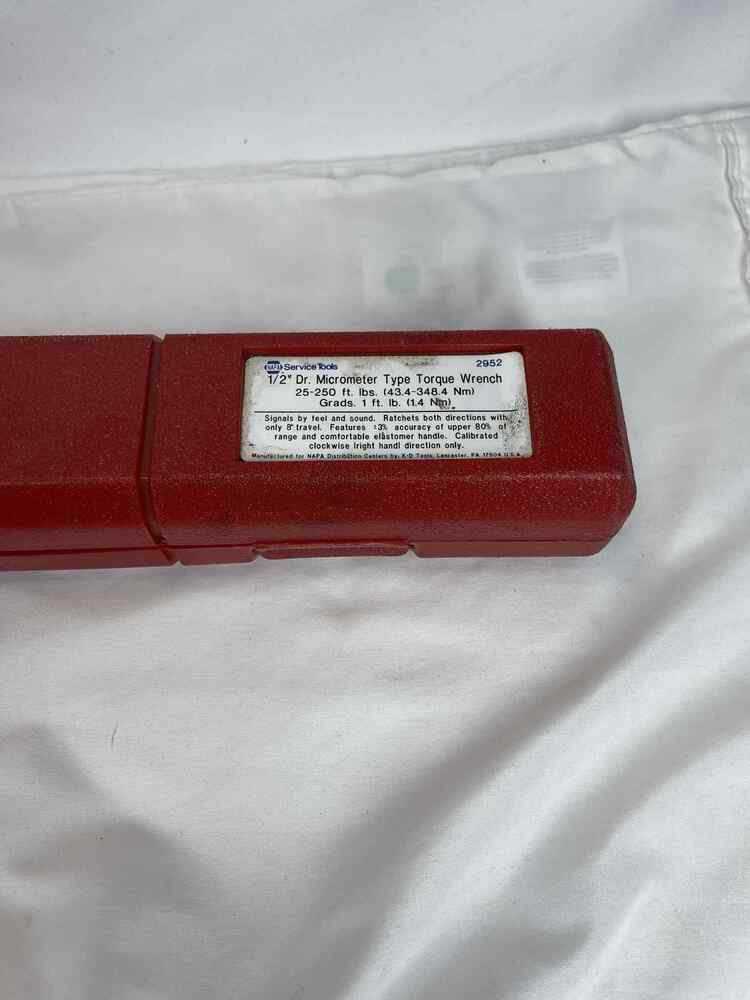 NAPA Service Tools 2952
1/2" Dr. Micrometer Type Torque Wrench
25-250 ft. lbs. (43.4-348.4 Nm)
Grads. 1 ft. lb. (1.4 Nm)
Signals by feel and sound. Ratchets both directions with
only 8° travel. Features ±3% accuracy of upper 80% of
range and comfortable elastomer handle. Calibrated
clockwise (right hand) direction only.
Manufactured for NAPA Distribution Centers by, K-D Tools, Lancaster, PA 17604 U.S.A.